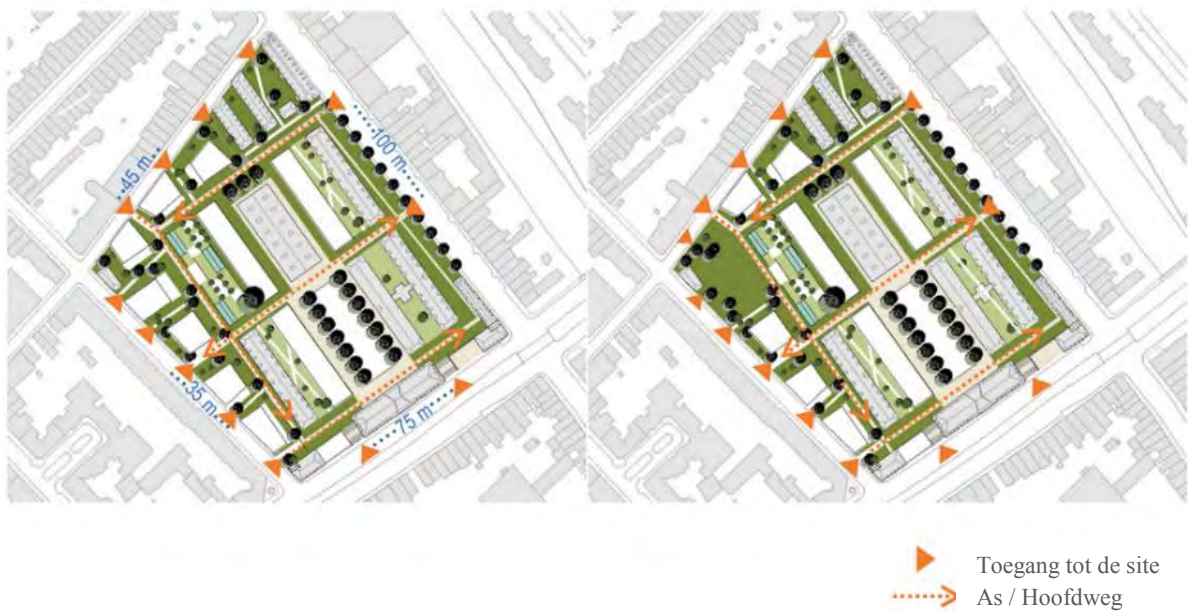 45 m.
100 m.
35 m.
75 m.
Toegang tot de site
As / Hoofdweg